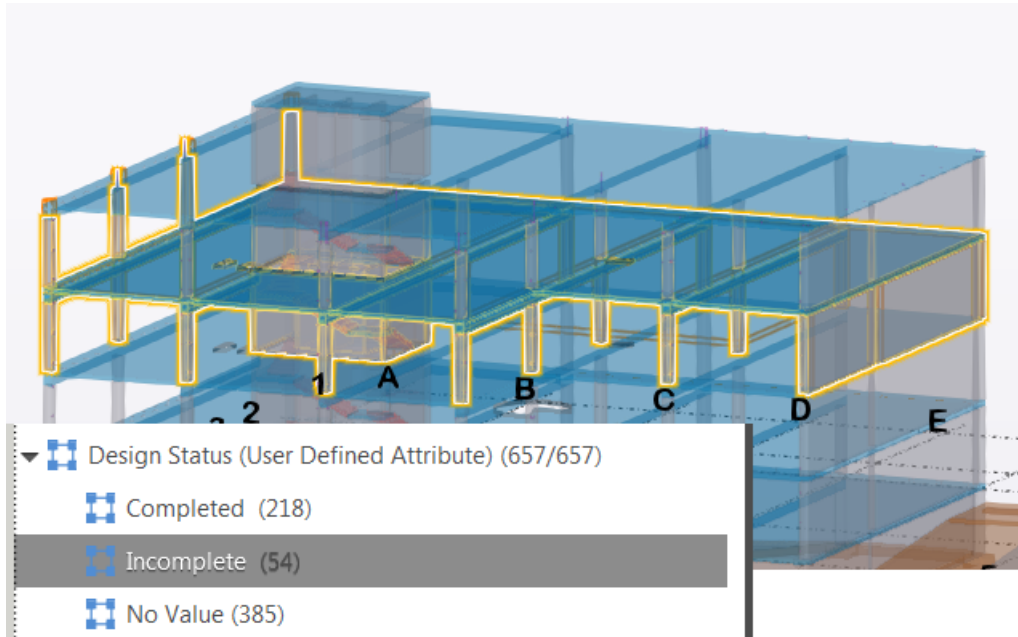 1 A B C D E
2
Design Status (User Defined Attribute) (657/657)
Completed (218)
Incomplete (54)
No Value (385)